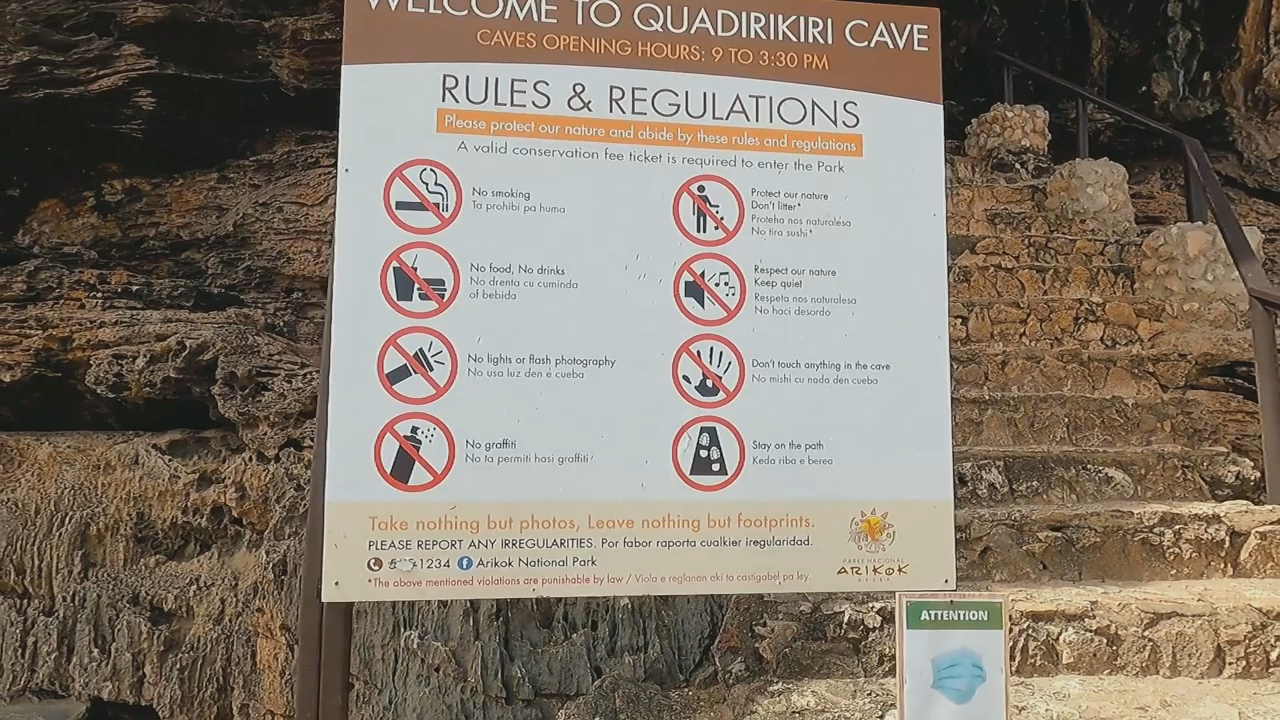 WELCOME TO QUADIRIKIRI CAVE
CAVES OPENING HOURS: 9 TO 3:30 PM
RULES & REGULATIONS
Please protect our nature and abide by these rules and regulations
A valid conservation fee ticket is required to enter the Park
No smoking
Ta prohibi pa huma
No food, No drinks
No drenta cu cuminda
of bebida
No lights or flash photography
No usa luz den e cueba
No graffiti
No ta permiti hasi graffiti*
Protect our nature
Don't litter*
Proteha nos naturalesa
No tira sushi*
Respect our nature
Keep quiet
Respeta nos naturalesa
No haci desordo
Don't touch anything in the cave
No mishi cu nada den cueba
Stay on the path
Keda riba e berea
Take nothing but photos, Leave nothing but footprints.
PLEASE REPORT ANY IRREGULARITIES. Por fabor raporta cualkier iregularidad.
1234 Arikok National Park
*The above mentioned violations are punishable by law / Viola e reglanan aki ta castigabel pa ley.
PARKE NACIONAL
ARIKOK
ARUBA
ATTENTION